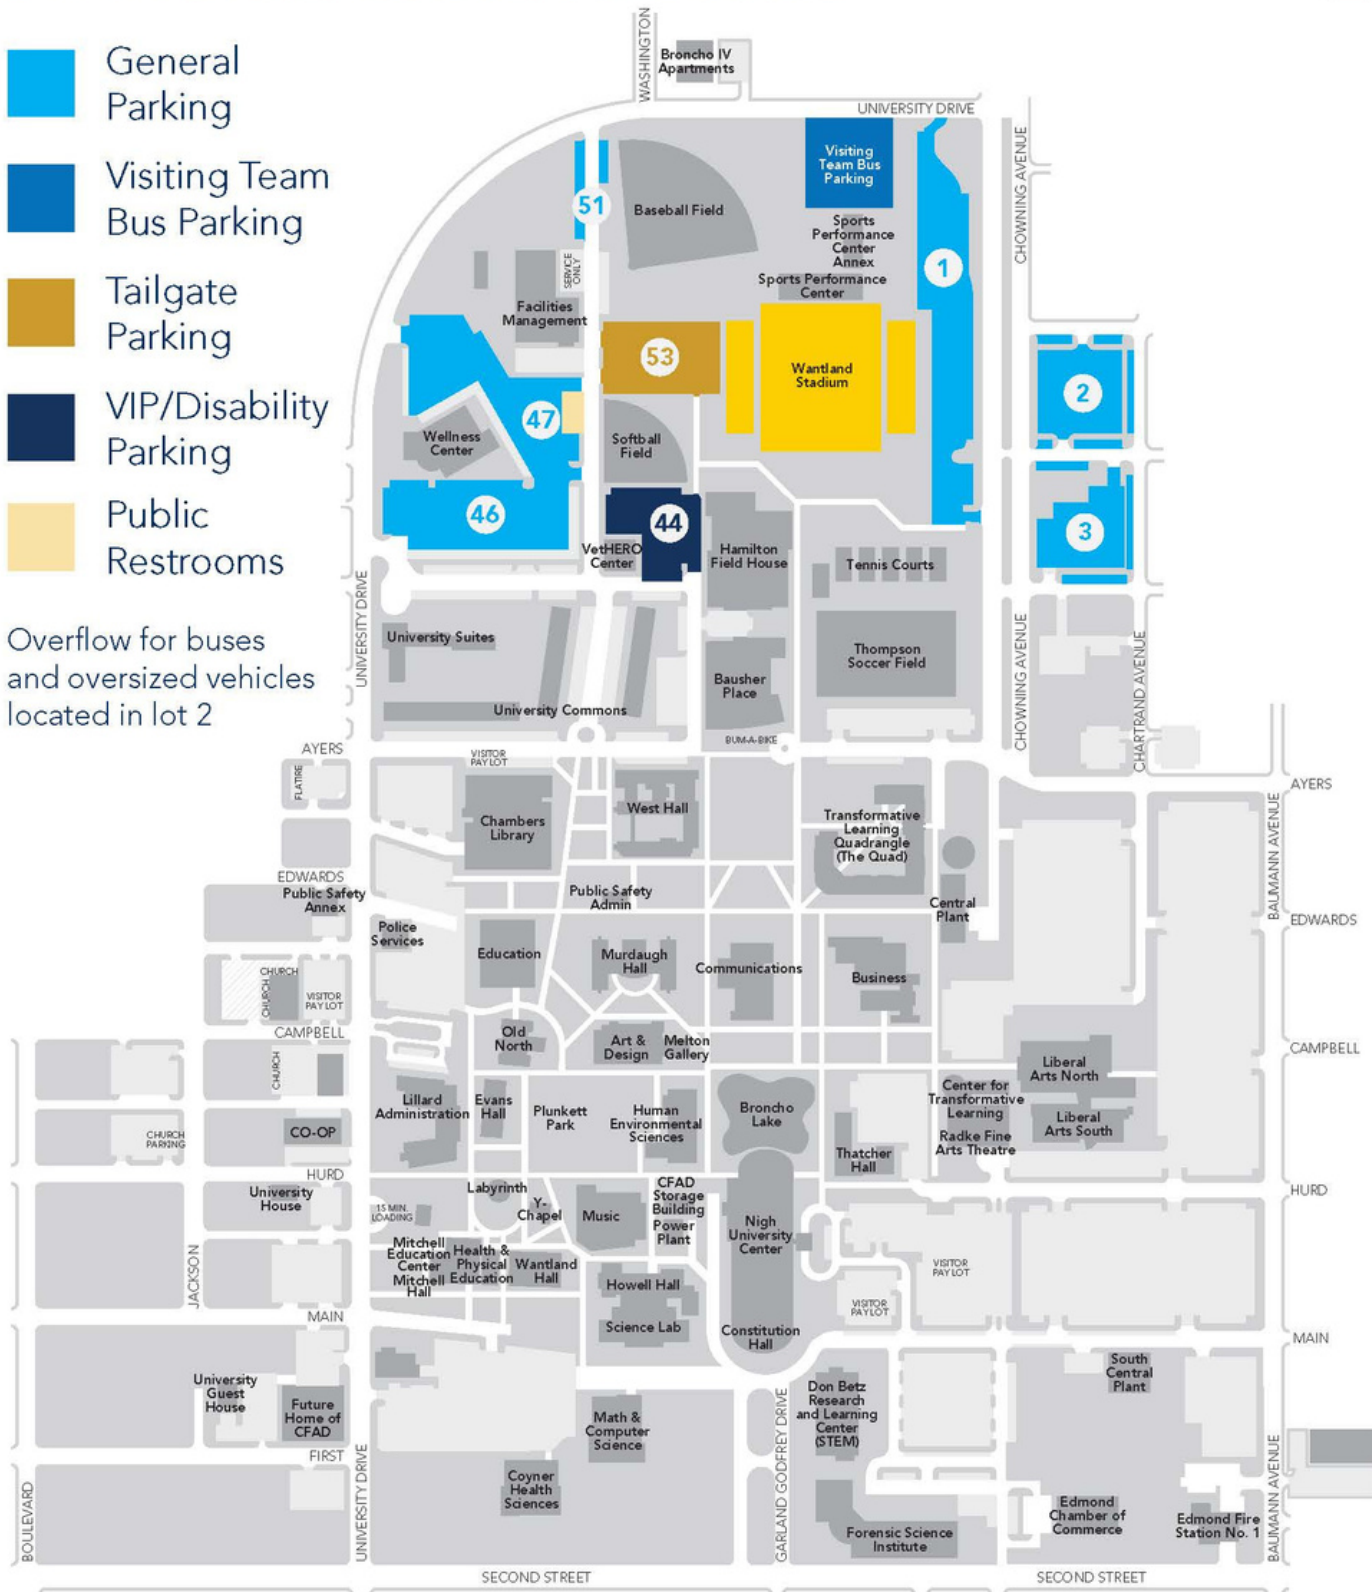 General
Parking
Visiting Team
Bus Parking
Tailgate
Parking
VIP/Disability
Parking
Public
Restrooms
Overflow for buses
and oversized vehicles
located in lot 2
WASHINGTON
Broncho IV
Apartments
UNIVERSITY DRIVE
CHOWNING AVENUE
Visiting
Team Bus
Parking
51
Baseball Field
Sports
Performance
Center
Annex
1
SERVICE
ONLY
Sports Performance
Center
Facilities
Management
53
Wantland
Stadium
2
47
Wellness
Center
Softball
Field
46
44
3
VetHERO
Center
Hamilton
Field House
Tennis Courts
UNIVERSITY DRIVE
University Suites
Thompson
Soccer Field
CHOWNING AVENUE
CHARTRAND AVENUE
Bausher
Place
University Commons
BUM-A-BIKE
AYERS
VISITOR
PAY LOT
FLATIRE
AYERS
West Hall
Chambers
Library
Transformative
Learning
Quadrangle
(The Quad)
BAUMANN AVENUE
EDWARDS
Public Safety
Annex
Public Safety
Admin
Central
Plant
EDWARDS
Police
Services
Education
Murdaugh
Hall
Communications
Business
CHURCH
CHURCH
VISITOR
PAY LOT
CAMPBELL
Old
North
Art &
Design
Melton
Gallery
CAMPBELL
CHURCH
Liberal
Arts North
Lillard
Administration
Evans
Hall
Plunkett
Park
Human
Environmental
Sciences
Broncho
Lake
Center for
Transformative
Learning
Liberal
Arts South
CHURCH
PARKING
CO-OP
Radke Fine
Arts Theatre
Thatcher
Hall
HURD
HURD
University
House
Labyrinth
CFAD
Storage
Building
15 MIN.
LOADING
Y-
Chapel
Music
Power
Plant
Nigh
University
Center
Mitchell
Education
Center
Mitchell
Hall
Health &
Physical
Education
Wantland
Hall
VISITOR
PAY LOT
JACKSON
Howell Hall
VISITOR
PAY LOT
MAIN
Science Lab
Constitution
Hall
MAIN
University
Guest
House
Future
Home of
CFAD
South
Central
Plant
Don Betz
Research
and Learning
Center
(STEM)
Math &
Computer
Science
GARLAND GODFREY DRIVE
FIRST
UNIVERSITY DRIVE
BOULEVARD
Coyner
Health
Sciences
Forensic Science
Institute
Edmond
Chamber of
Commerce
Edmond Fire
Station No. 1
BAUMANN AVENUE
SECOND STREET
SECOND STREET